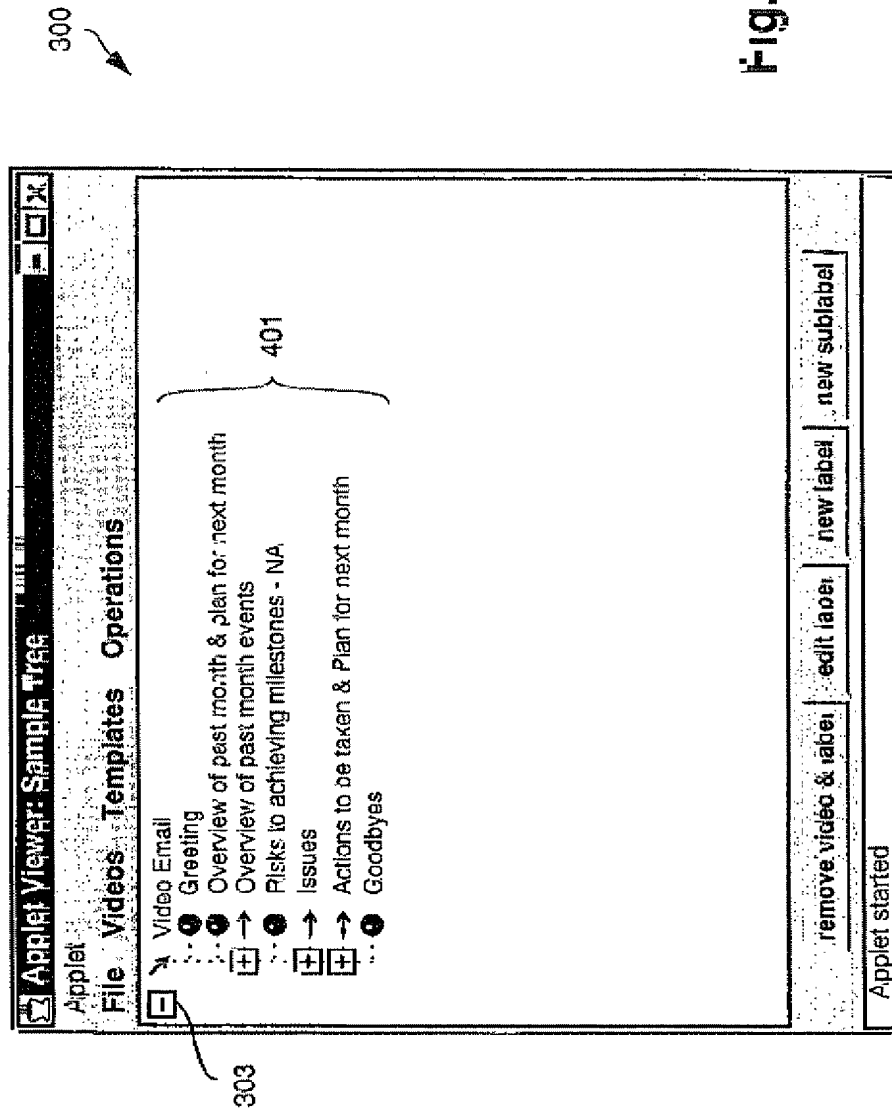 300
Applet Viewer: Sample Tree
Applet
File Videos Templates Operations
Video Email
Greeting
Overview of past month & plan for next month
Overview of past month events
Risks to achieving milestones - NA
Issues
Actions to be taken & Plan for next month
Goodbyes
401
303
remove video & label edit label new label new sublabel
Applet started
Fig.